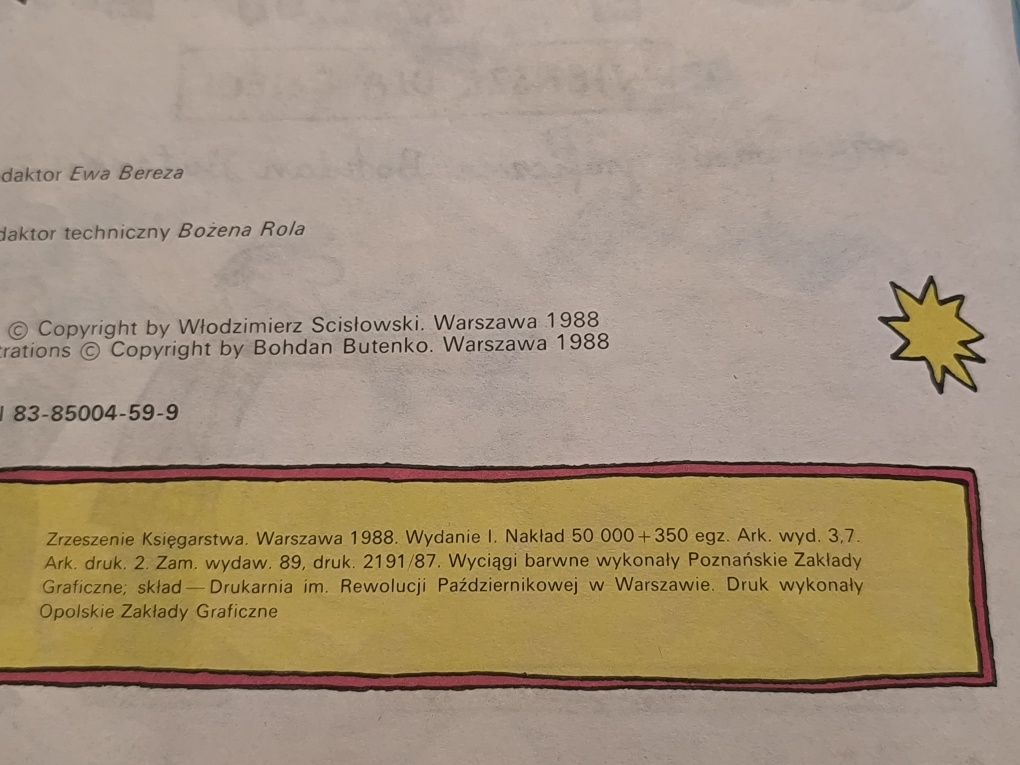 daktor Ewa Bereza
daktor techniczny Bożena Rola
© Copyright by Włodzimierz Scisłowski. Warszawa 1988
trations © Copyright by Bohdan Butenko. Warszawa 1988
83-85004-59-9
Zrzeszenie Księgarstwa. Warszawa 1988. Wydanie I. Nakład 50 000 + 350 egz. Ark. wyd. 3,7.
Ark. druk. 2. Zam. wydaw. 89, druk. 2191/87. Wyciągi barwne wykonały Poznańskie Zakłady
Graficzne; skład — Drukarnia im. Rewolucji Październikowej w Warszawie. Druk wykonały
Opolskie Zakłady Graficzne